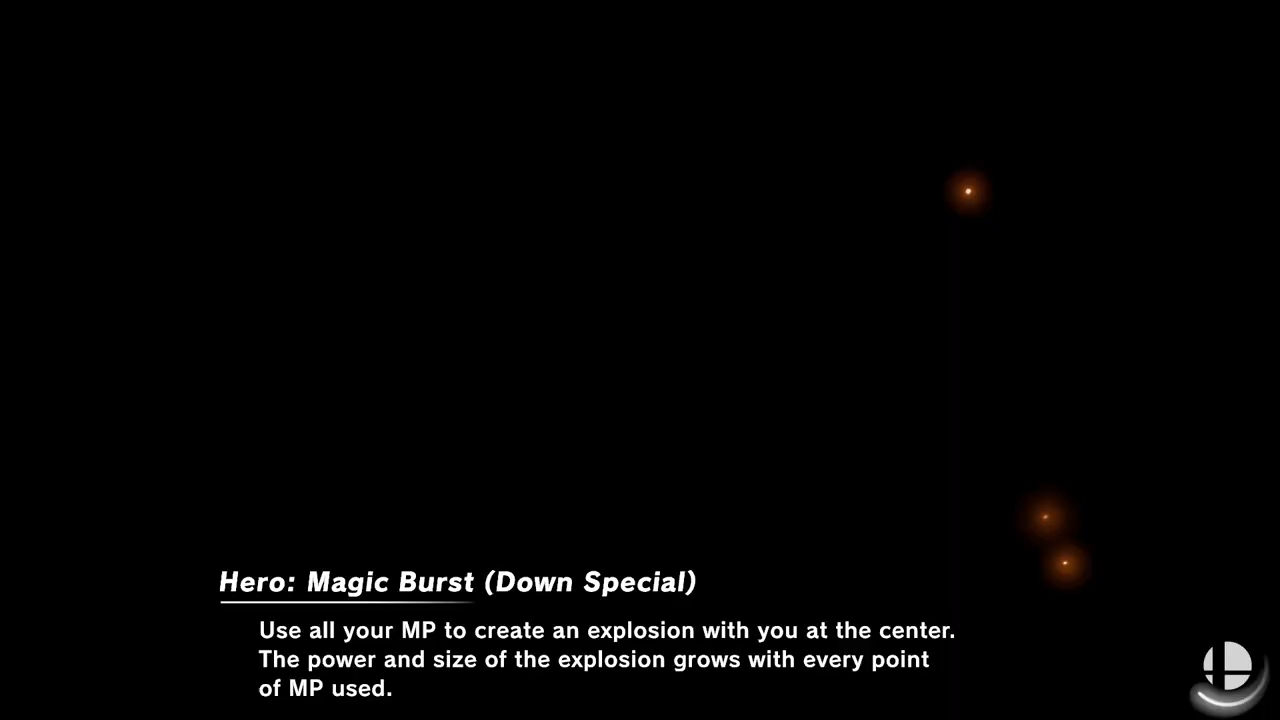 Hero: Magic Burst (Down Special)
Use all your MP to create an explosion with you at the center.
The power and size of the explosion grows with every point
of MP used.